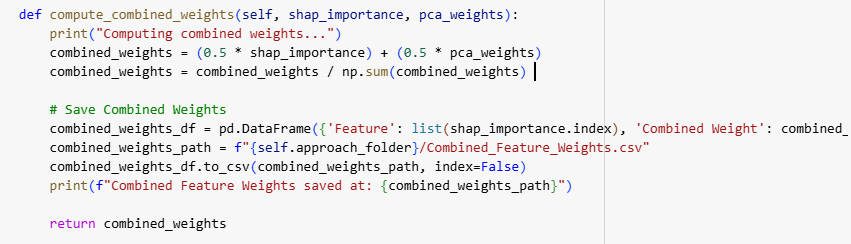 def compute_combined_weights(self, shap_importance, pca_weights):
    print("Computing combined weights...")
    combined_weights = (0.5 * shap_importance) + (0.5 * pca_weights)
    combined_weights = combined_weights / np.sum(combined_weights)
    # Save Combined Weights
    combined_weights_df = pd.DataFrame({'Feature': list(shap_importance.index), 'Combined Weight': combined_
    combined_weights_path = f"{self.approach_folder}/Combined_Feature_Weights.csv"
    combined_weights_df.to_csv(combined_weights_path, index=False)
    print(f"Combined Feature Weights saved at: {combined_weights_path}")
    return combined_weights